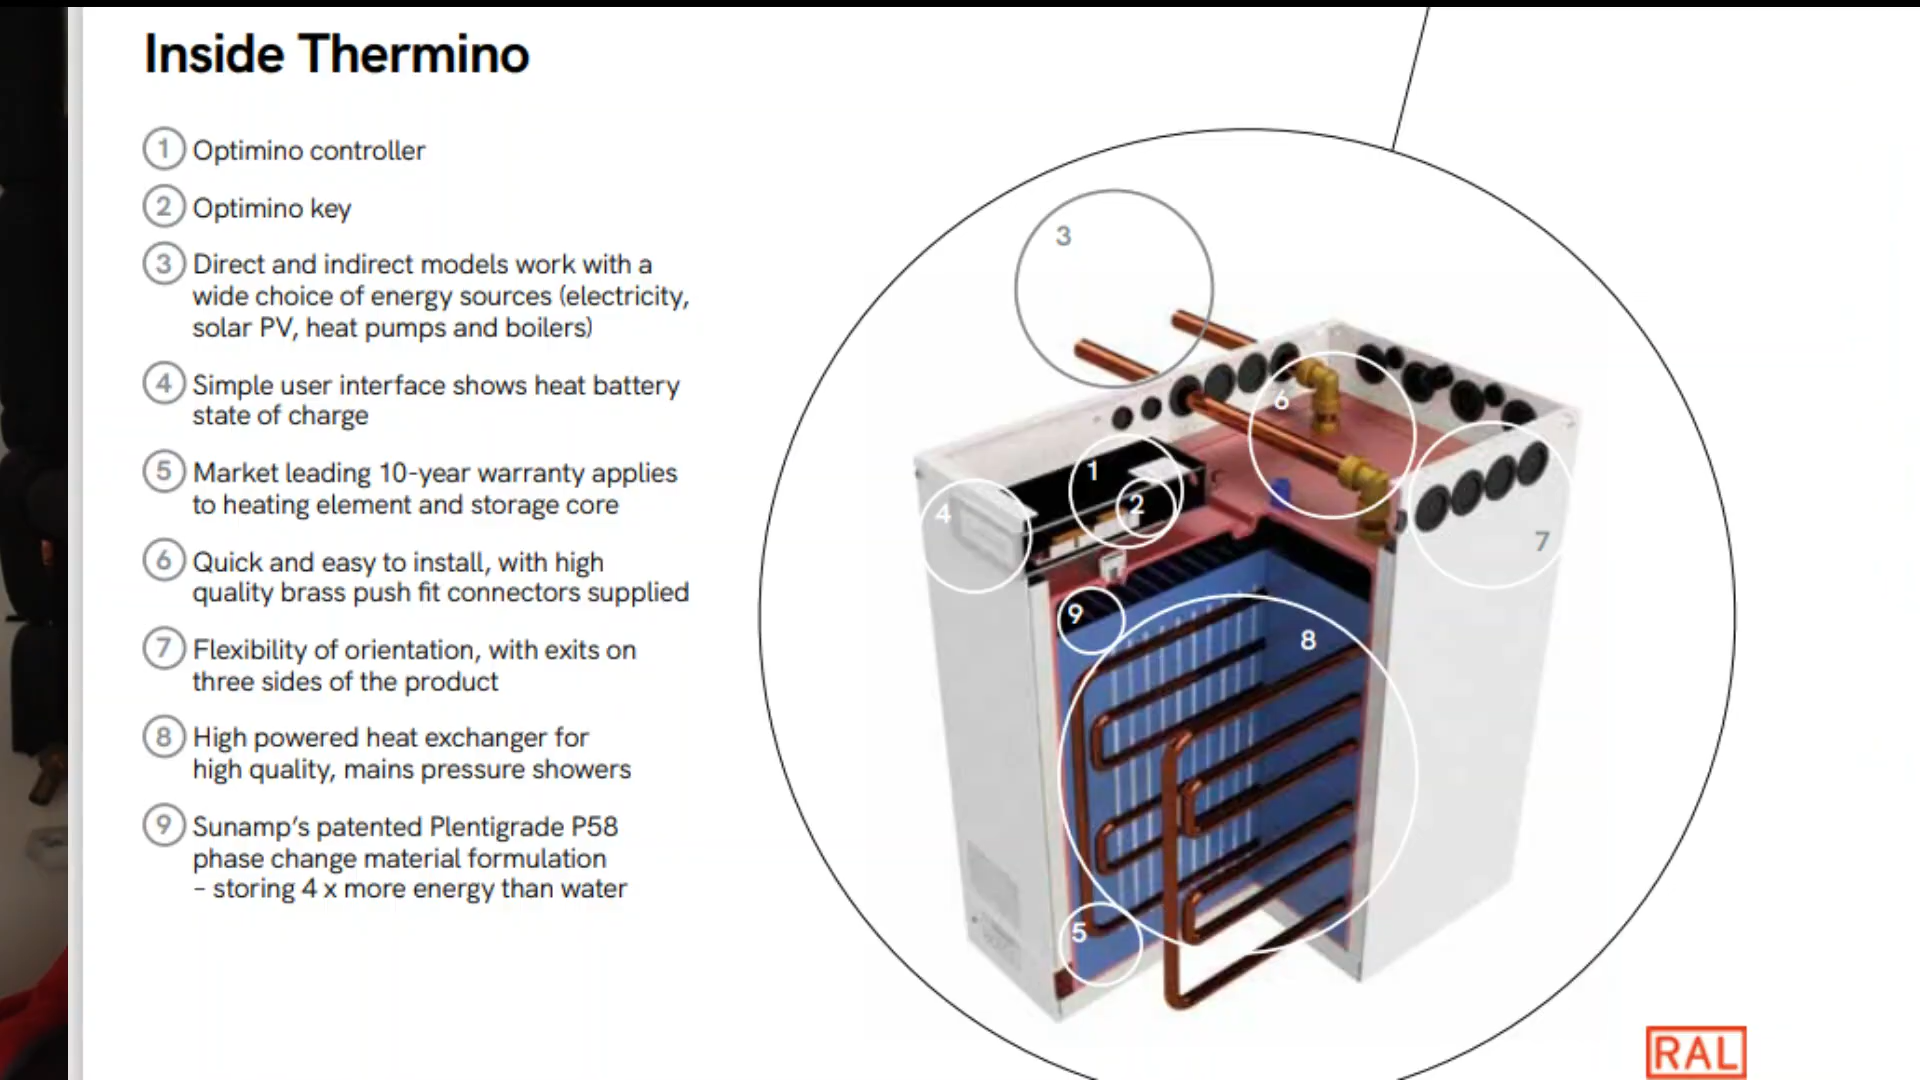 Inside Thermino
1 Optimino controller
2 Optimino key
3 Direct and indirect models work with a
wide choice of energy sources (electricity,
solar PV, heat pumps and boilers)
4 Simple user interface shows heat battery
state of charge
5 Market leading 10-year warranty applies
to heating element and storage core
6 Quick and easy to install, with high
quality brass push fit connectors supplied
7 Flexibility of orientation, with exits on
three sides of the product
8 High powered heat exchanger for
high quality, mains pressure showers
9 Sunamp's patented Plentigrade P58
phase change material formulation
– storing 4 x more energy than water
3
6
1
2
4
7
9
8
5
RAL